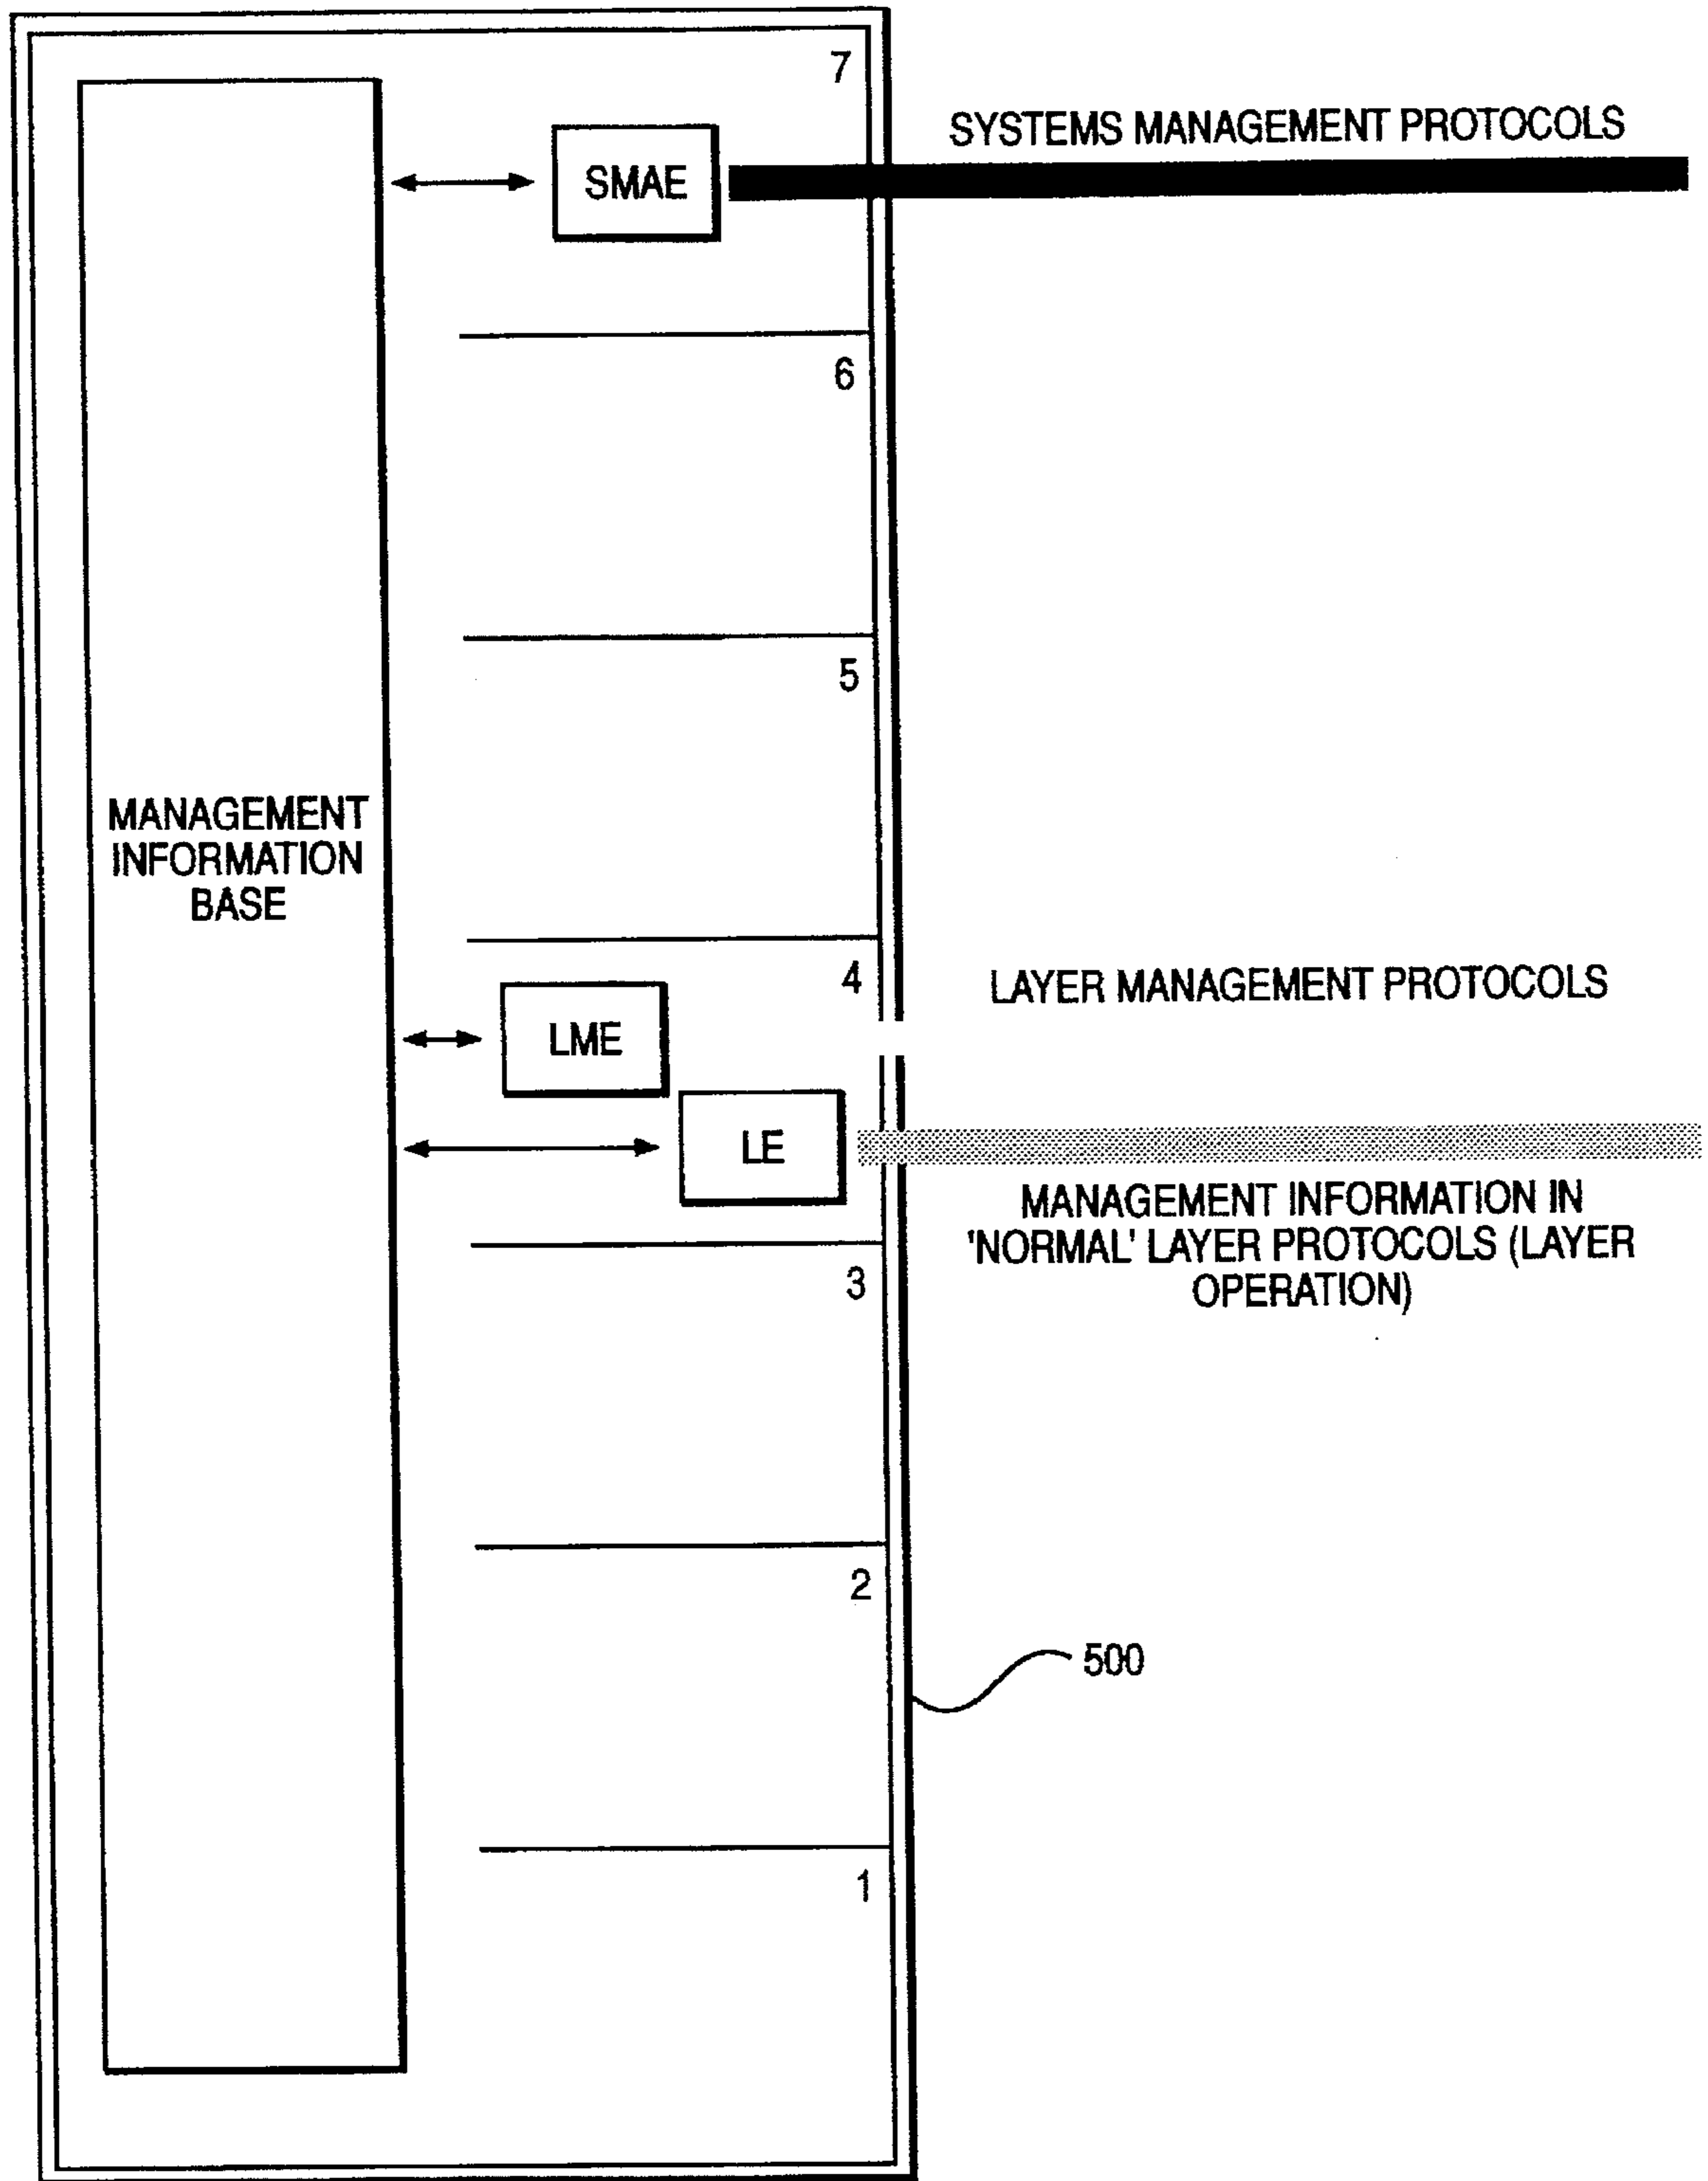 7
SYSTEMS MANAGEMENT PROTOCOLS
SMAE
6
5
MANAGEMENT
INFORMATION
BASE
4
LAYER MANAGEMENT PROTOCOLS
LME
LE
MANAGEMENT INFORMATION IN
'NORMAL' LAYER PROTOCOLS (LAYER
OPERATION)
3
2
500
1